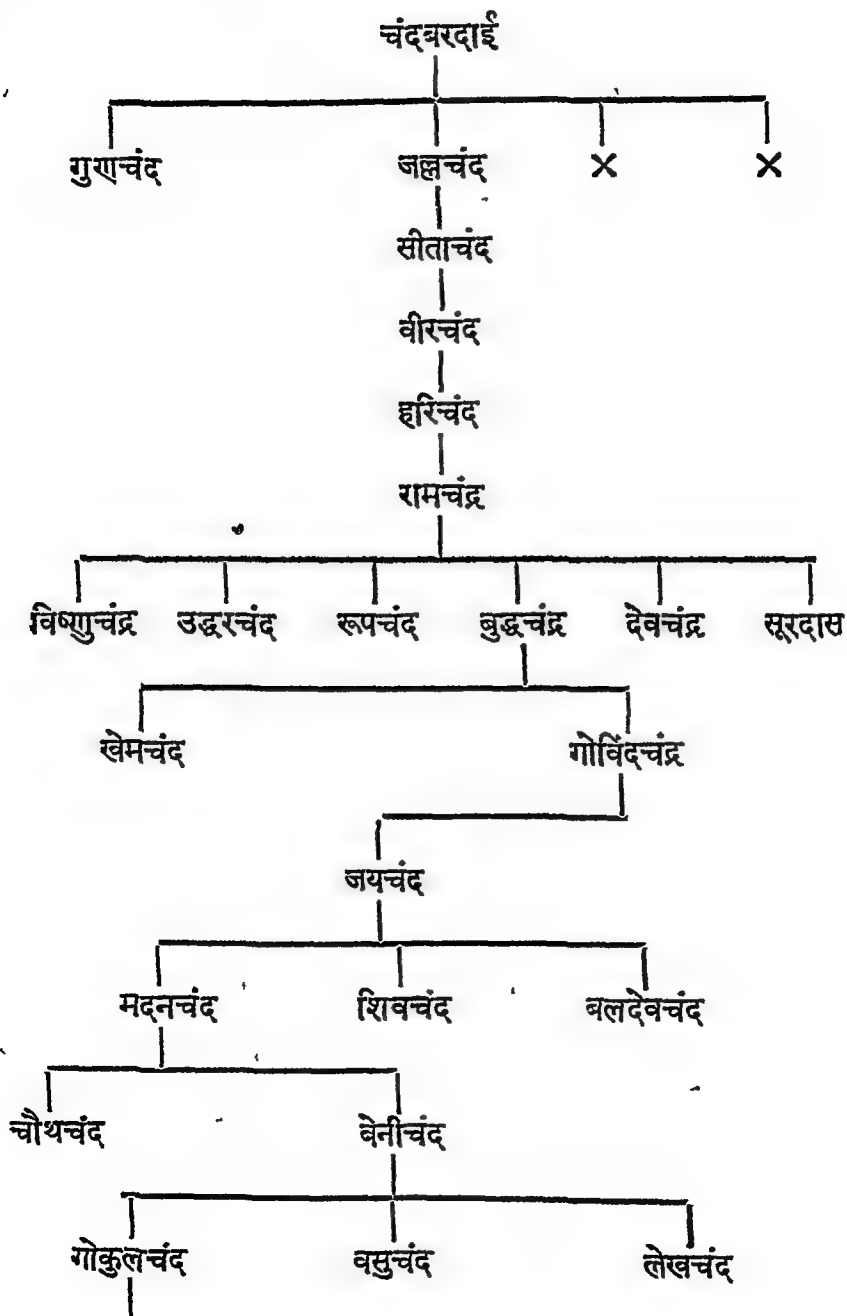 चंदबरदाई
गुणचंद जल्लचंद × ×
सीताचंद
वीरचंद
हरिचंद
रामचंद्र
विष्णुचंद्र उद्धरचंद रूपचंद बुद्धचंद्र देवचंद्र सूरदास
खेमचंद गोविंदचंद्र
जयचंद
मदनचंद शिवचंद बलदेवचंद
चौथचंद बेनीचंद
गोकुलचंद वसुचंद लेखचंद